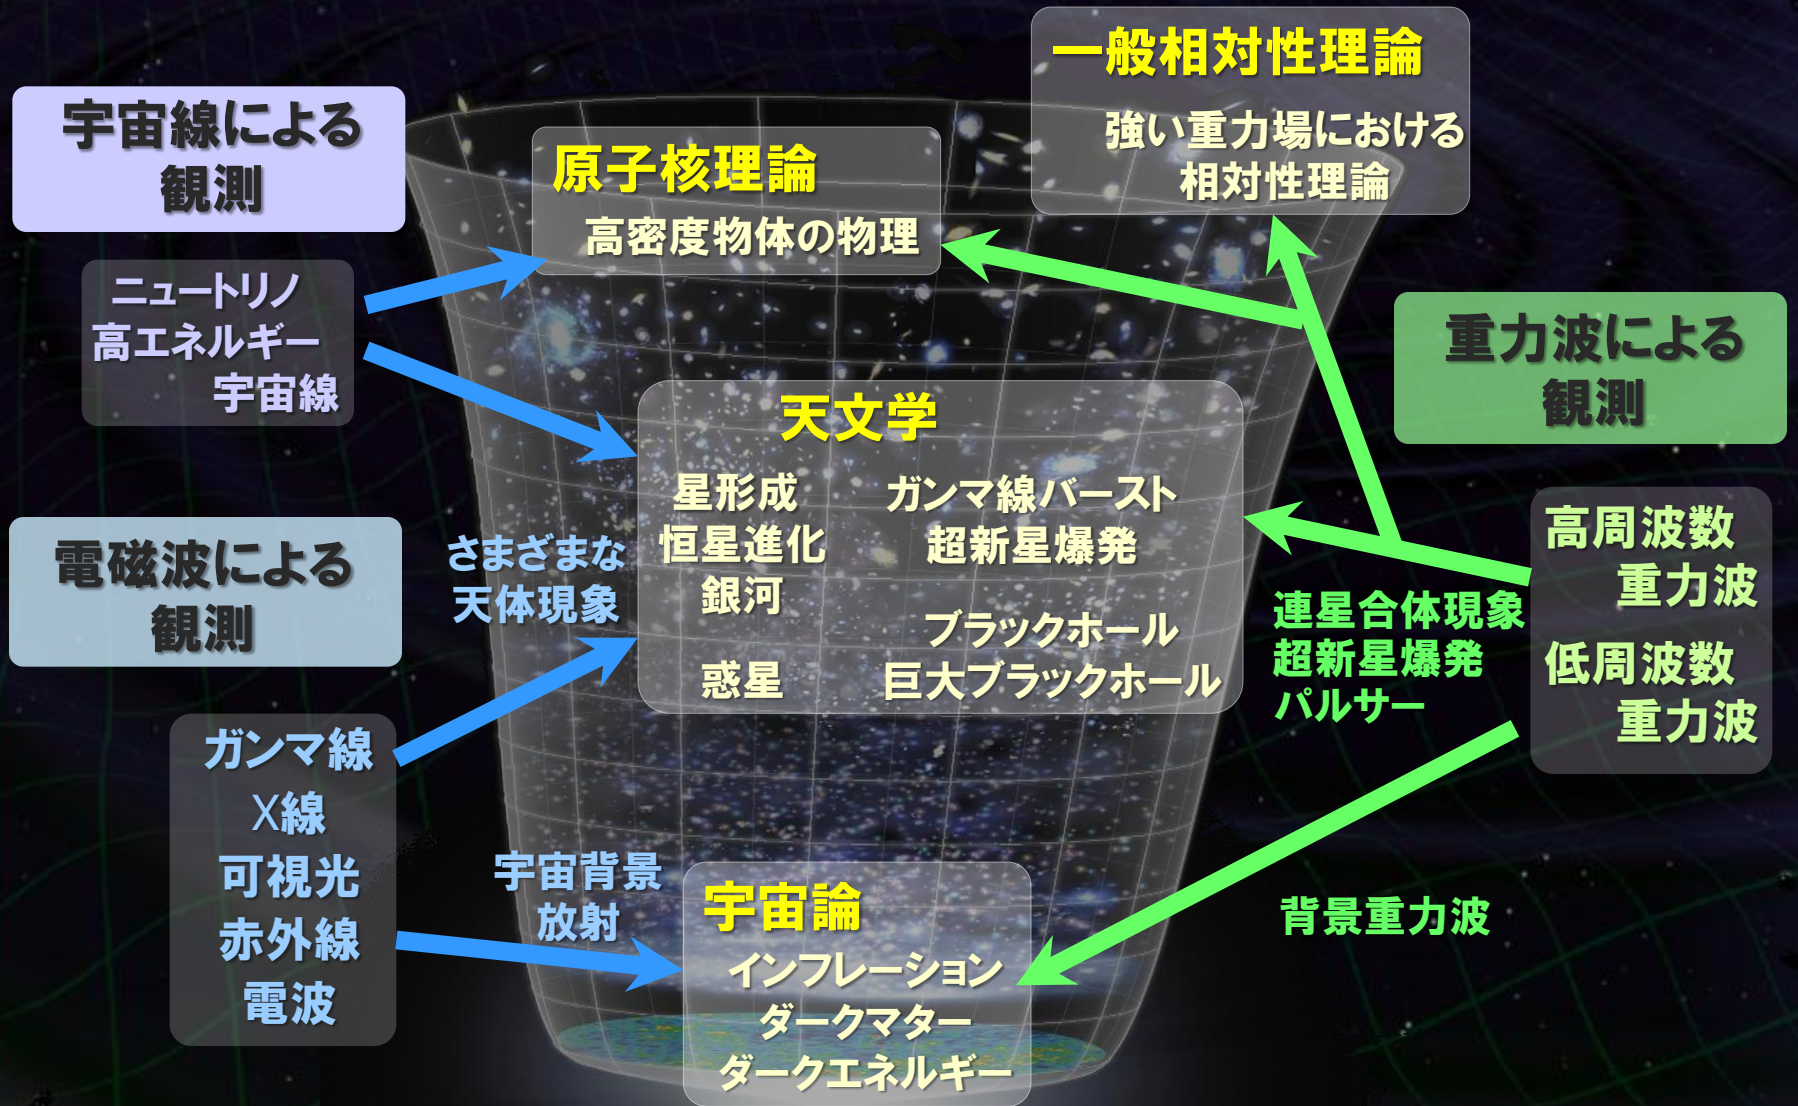 一般相対性理論
強い重力場における
相対性理論
宇宙線による
観測
原子核理論
高密度物体の物理
ニュートリノ
高エネルギー
宇宙線
重力波による
観測
天文学
星形成
恒星進化
銀河
惑星
ガンマ線バースト
超新星爆発
ブラックホール
巨大ブラックホール
電磁波による
観測
さまざまな
天体現象
高周波数
重力波
低周波数
重力波
連星合体現象
超新星爆発
パルサー
ガンマ線
X線
可視光
赤外線
電波
宇宙背景
放射
宇宙論
インフレーション
ダークマター
ダークエネルギー
背景重力波